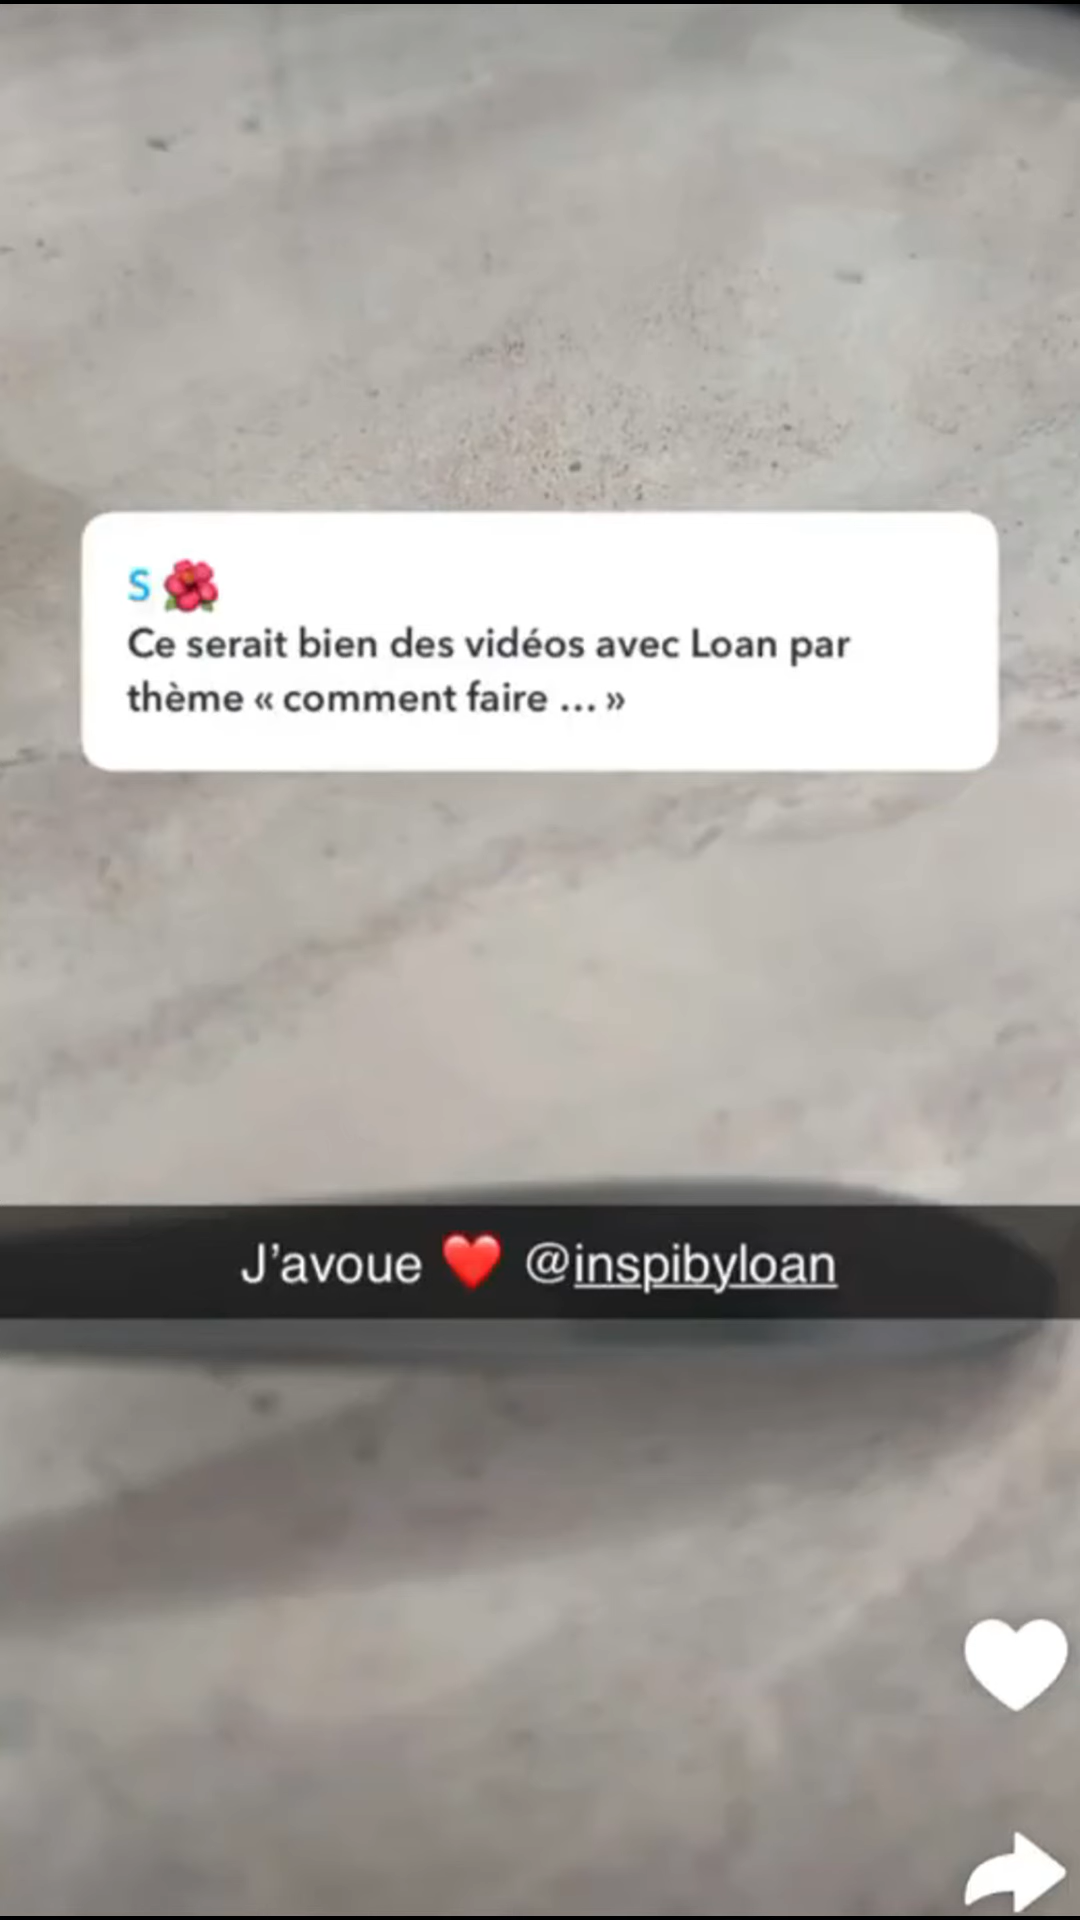 S 🌺
Ce serait bien des vidéos avec Loan par
thème « comment faire ... »
J’avoue ❤️ @inspibyloan